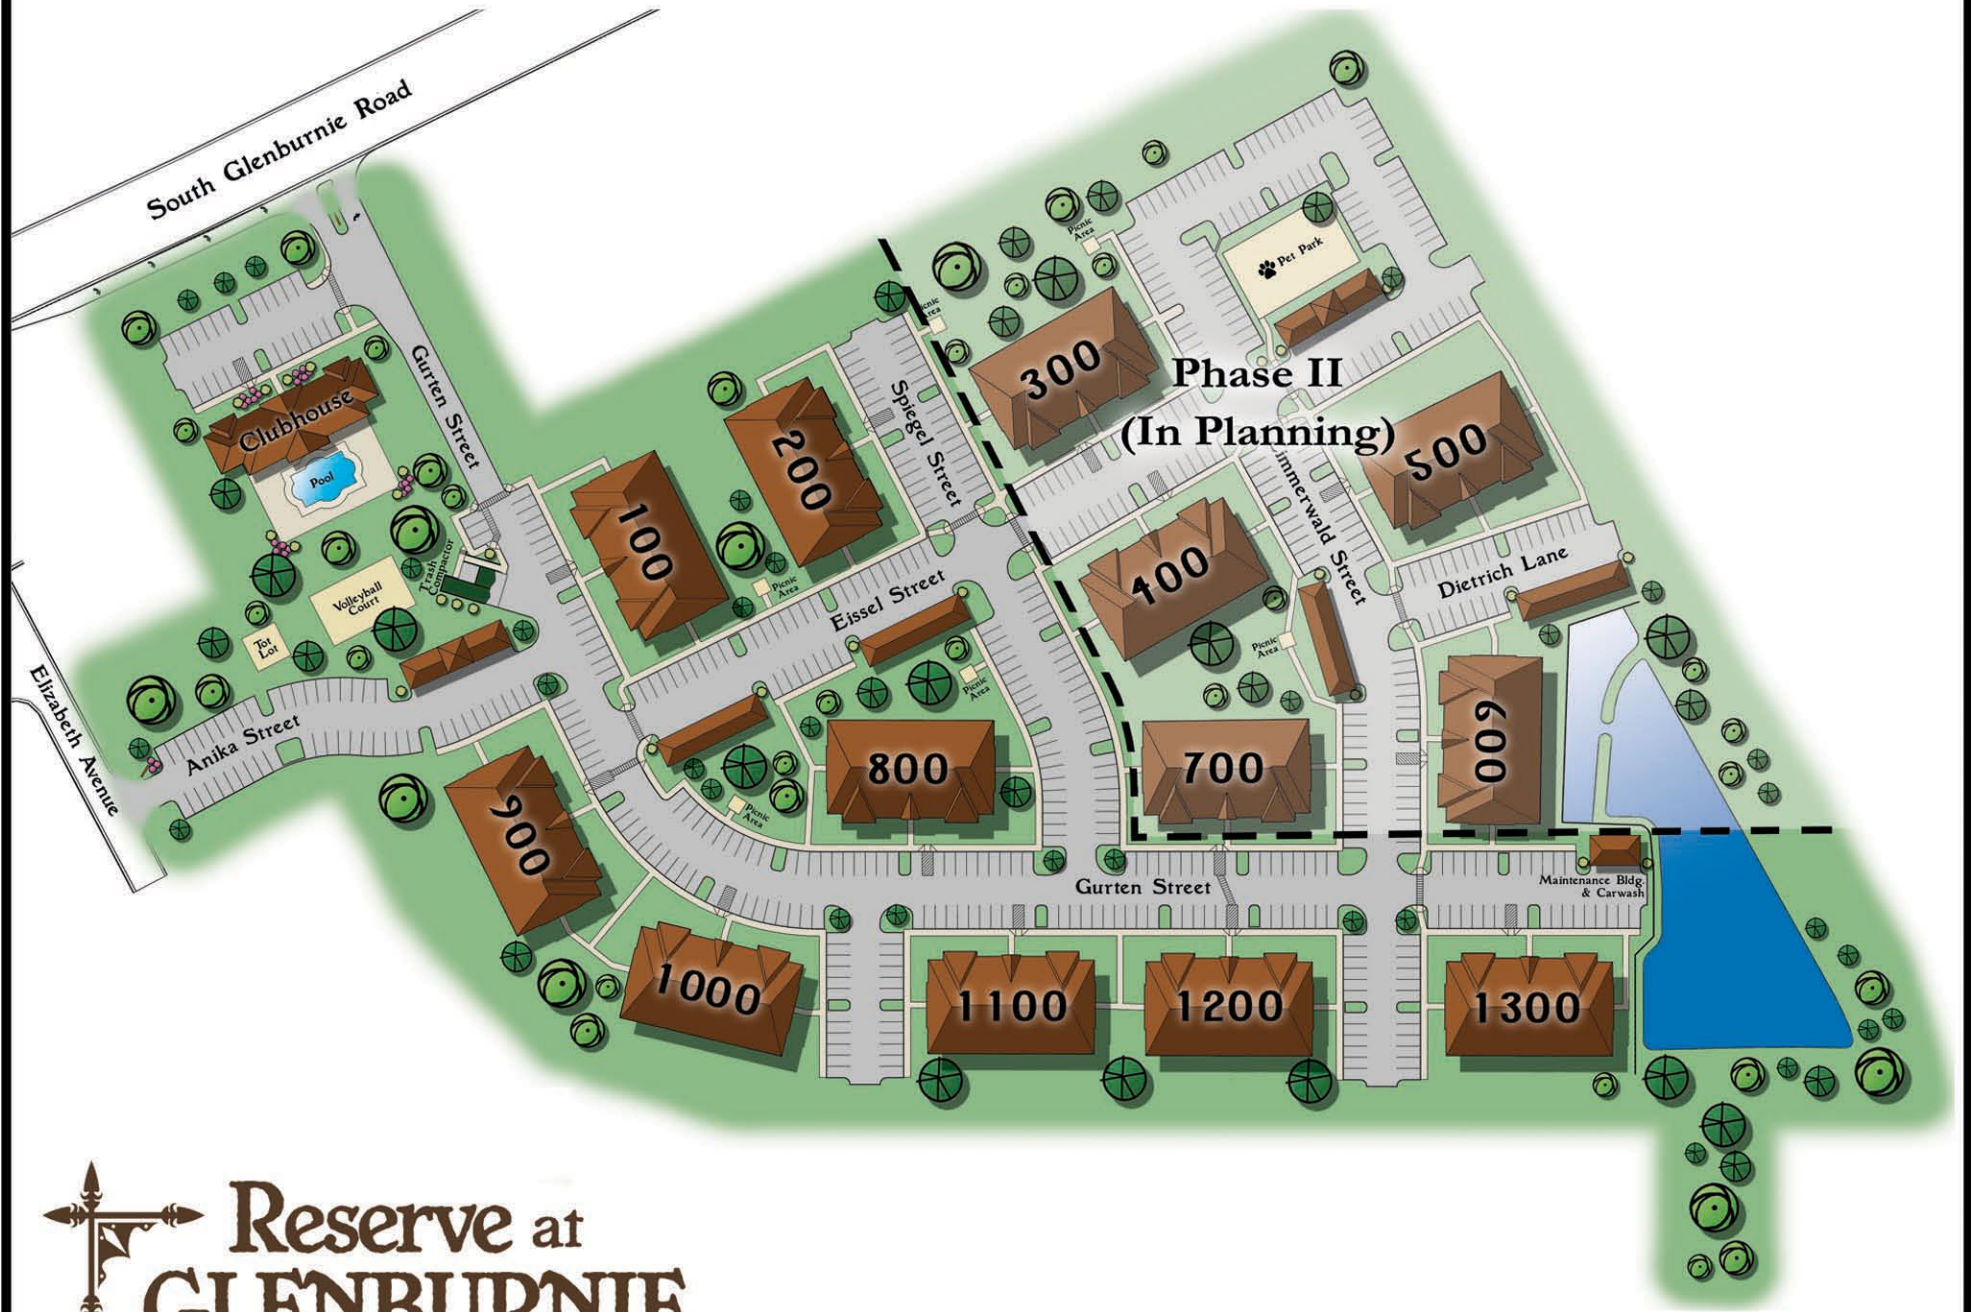 South Glenburnie Road
Gurten Street
Clubhouse
Pool
Volleyball
Court
Trash
Compactor
Tot
Lot
Elizabeth Avenue
Anika Street
100
200
Spiegel Street
Picnic
Area
Eissel Street
Picnic
Area
Picnic
Area
300
Picnic
Area
Pet Park
Phase II
(In Planning)
400
500
Zimmerwald Street
Dietrich Lane
Picnic
Area
600
700
800
Picnic
Area
900
Gurten Street
Maintenance Bldg.
& Carwash
1000
1100
1200
1300
Reserve at
GLENBURNIE